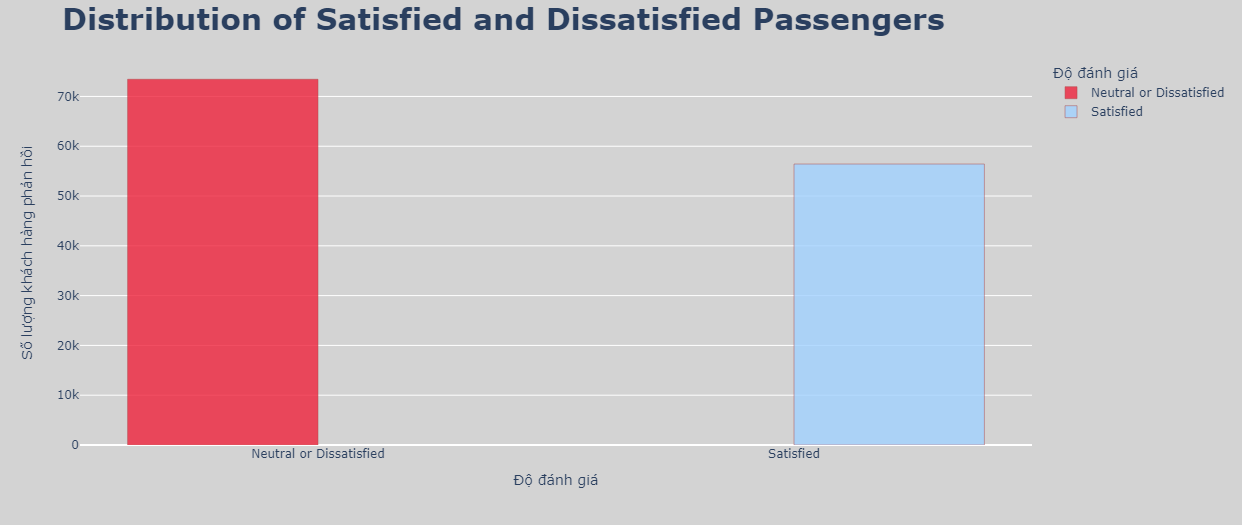 Distribution of Satisfied and Dissatisfied Passengers
Độ đánh giá
Neutral or Dissatisfied
Satisfied
Số lượng khách hàng phản hồi
70k
60k
50k
40k
30k
20k
10k
0
Neutral or Dissatisfied
Satisfied
Độ đánh giá